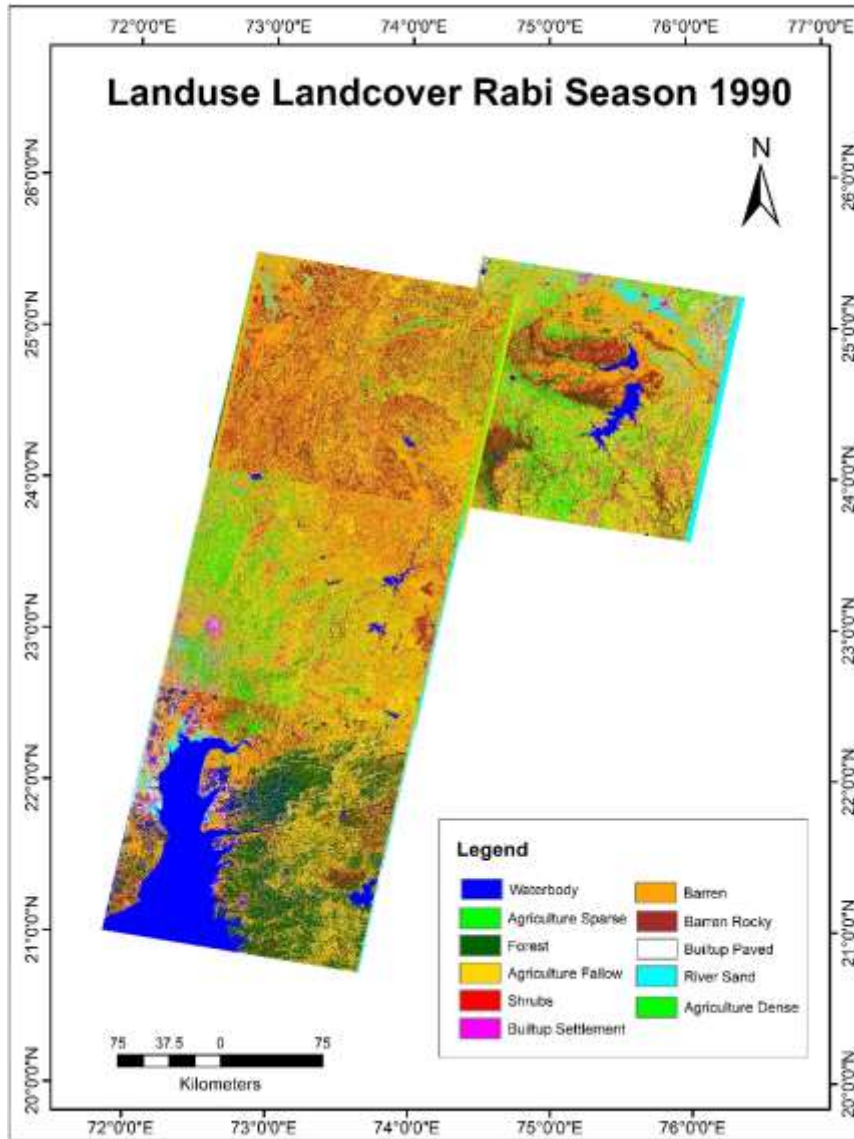 72°0'0"E 73°0'0"E 74°0'0"E 75°0'0"E 76°0'0"E 77°0'0"E
Landuse Landcover Rabi Season 1990
N
26°0'0"N 26°0'0"N
25°0'0"N 25°0'0"N
24°0'0"N 24°0'0"N
23°0'0"N 23°0'0"N
22°0'0"N 22°0'0"N
21°0'0"N 21°0'0"N
20°0'0"N 20°0'0"N
Legend
Waterbody
Agriculture Sparse
Forest
Agriculture Fallow
Shrubs
Builtup Settlement
Barren
Barren Rocky
Builtup Paved
River Sand
Agriculture Dense
75 37.5 0 75
Kilometers
72°0'0"E 73°0'0"E 74°0'0"E 75°0'0"E 76°0'0"E